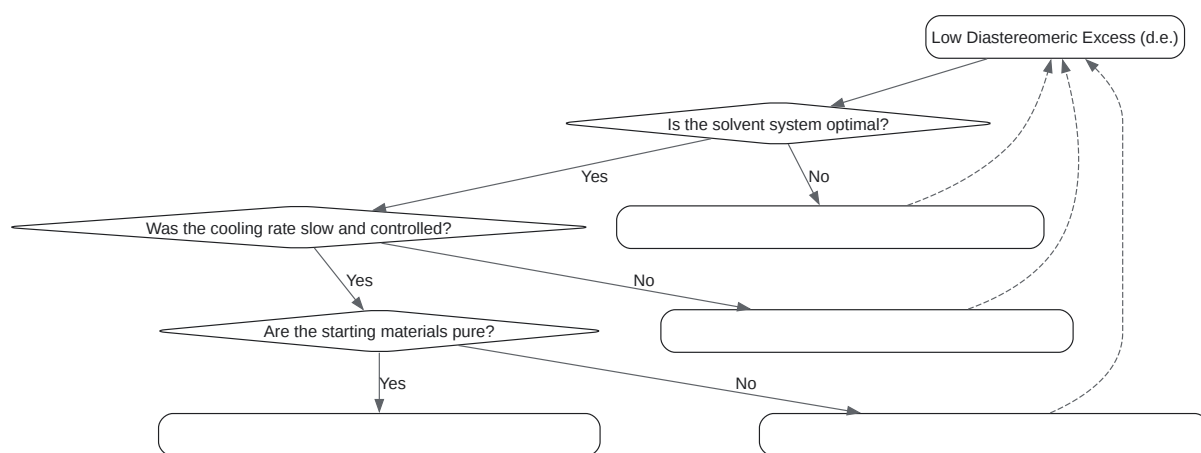 Low Diastereomeric Excess (d.e.)
Is the solvent system optimal?
Yes
No
Was the cooling rate slow and controlled?
Yes
No
Are the starting materials pure?
Yes
No